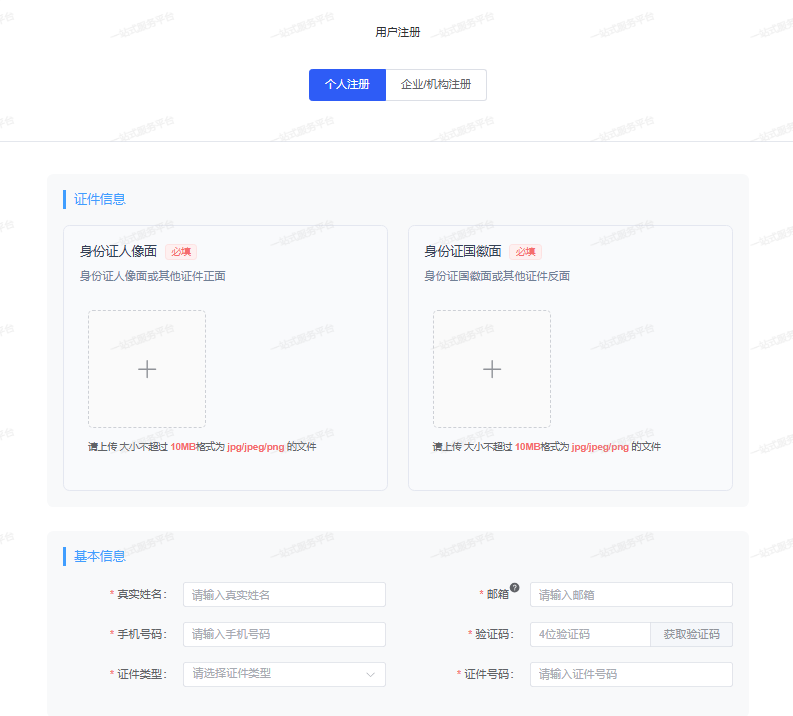 用户注册
个人注册 企业/机构注册
证件信息
身份证人像面 必填
身份证人像面或其他证件正面
请上传 大小不超过 10MB格式为 jpg/jpeg/png 的文件
身份证国徽面 必填
身份证国徽面或其他证件反面
请上传 大小不超过 10MB格式为 jpg/jpeg/png 的文件
基本信息
* 真实姓名： 请输入真实姓名
* 邮箱 ? 请输入邮箱
* 手机号码： 请输入手机号码
* 验证码： 4位验证码 获取验证码
* 证件类型： 请选择证件类型
* 证件号码： 请输入证件号码
一站式服务平台